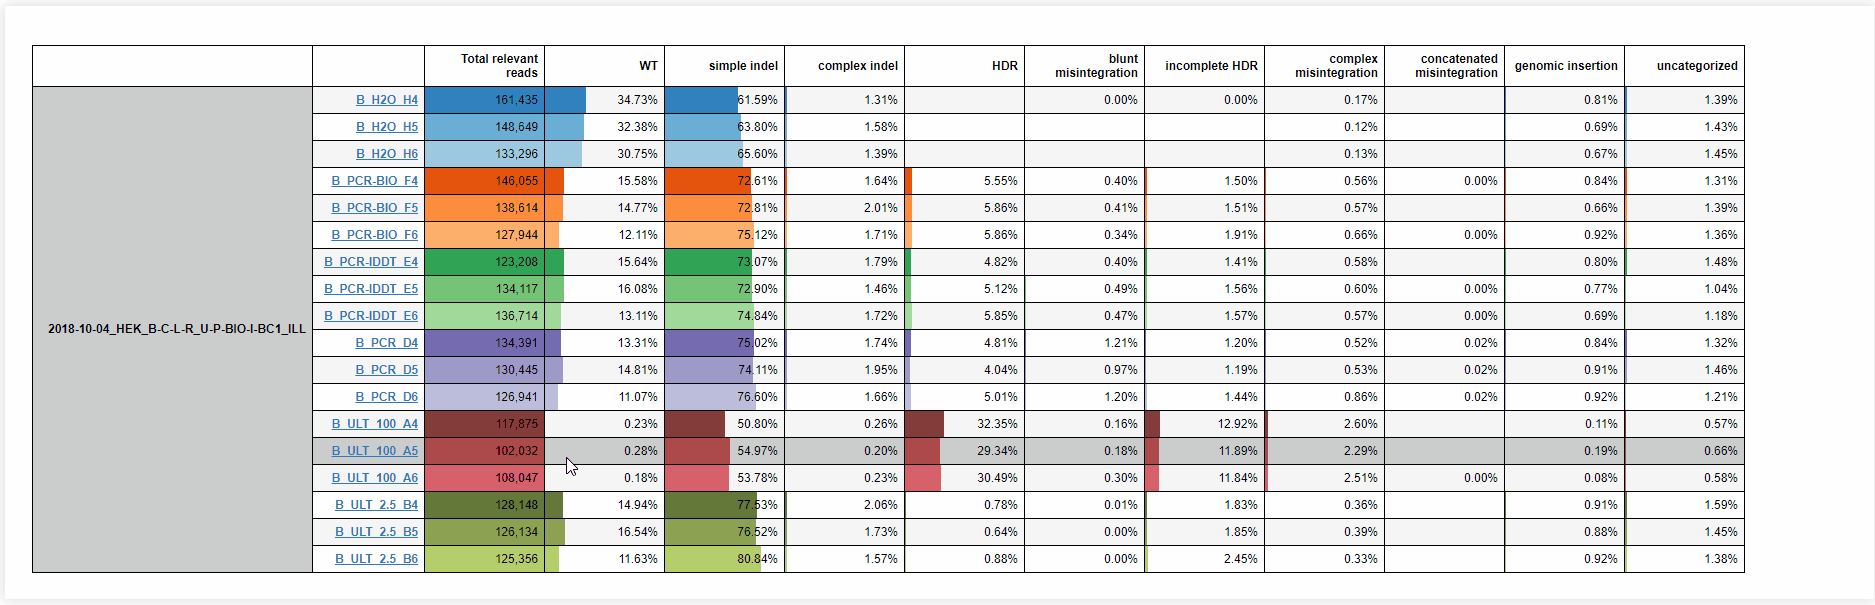 Total relevant reads WT simple indel complex indel HDR blunt misintegration incomplete HDR complex misintegration concatenated misintegration genomic insertion uncategorized
B_H2O_H4 161,435 34.73% 61.59% 1.31% 0.00% 0.00% 0.17% 0.81% 1.39%
B_H2O_H5 148,649 32.38% 63.80% 1.58% 0.12% 0.69% 1.43%
B_H2O_H6 133,296 30.75% 65.60% 1.39% 0.13% 0.67% 1.45%
B_PCR-BIO_F4 146,055 15.58% 72.61% 1.64% 5.55% 0.40% 1.50% 0.56% 0.00% 0.84% 1.31%
B_PCR-BIO_F5 138,614 14.77% 72.81% 2.01% 5.86% 0.41% 1.51% 0.57% 0.66% 1.39%
B_PCR-BIO_F6 127,944 12.11% 75.12% 1.71% 5.86% 0.34% 1.91% 0.66% 0.00% 0.92% 1.36%
B_PCR-IDDT_E4 123,208 15.64% 73.07% 1.79% 4.82% 0.40% 1.41% 0.58% 0.80% 1.48%
B_PCR-IDDT_E5 134,117 16.08% 72.90% 1.46% 5.12% 0.49% 1.56% 0.60% 0.00% 0.77% 1.04%
B_PCR-IDDT_E6 136,714 13.11% 74.84% 1.72% 5.85% 0.47% 1.57% 0.57% 0.00% 0.69% 1.18%
2018-10-04_HEK_B-C-L-R_U-P-BIO-I-BC1_ILL
B_PCR_D4 134,391 13.31% 75.02% 1.74% 4.81% 1.21% 1.20% 0.52% 0.02% 0.84% 1.32%
B_PCR_D5 130,445 14.81% 74.11% 1.95% 4.04% 0.97% 1.19% 0.53% 0.02% 0.91% 1.46%
B_PCR_D6 126,941 11.07% 76.60% 1.66% 5.01% 1.20% 1.44% 0.86% 0.02% 0.92% 1.21%
B_ULT_100_A4 117,875 0.23% 50.80% 0.26% 32.35% 0.16% 12.92% 2.60% 0.11% 0.57%
B_ULT_100_A5 102,032 0.28% 54.97% 0.20% 29.34% 0.18% 11.89% 2.29% 0.19% 0.66%
B_ULT_100_A6 108,047 0.18% 53.78% 0.23% 30.49% 0.30% 11.84% 2.51% 0.00% 0.08% 0.58%
B_ULT_2.5_B4 128,148 14.94% 77.53% 2.06% 0.78% 0.01% 1.83% 0.36% 0.91% 1.59%
B_ULT_2.5_B5 126,134 16.54% 76.52% 1.73% 0.64% 0.00% 1.85% 0.39% 0.88% 1.45%
B_ULT_2.5_B6 125,356 11.63% 80.84% 1.57% 0.88% 0.00% 2.45% 0.33% 0.92% 1.38%